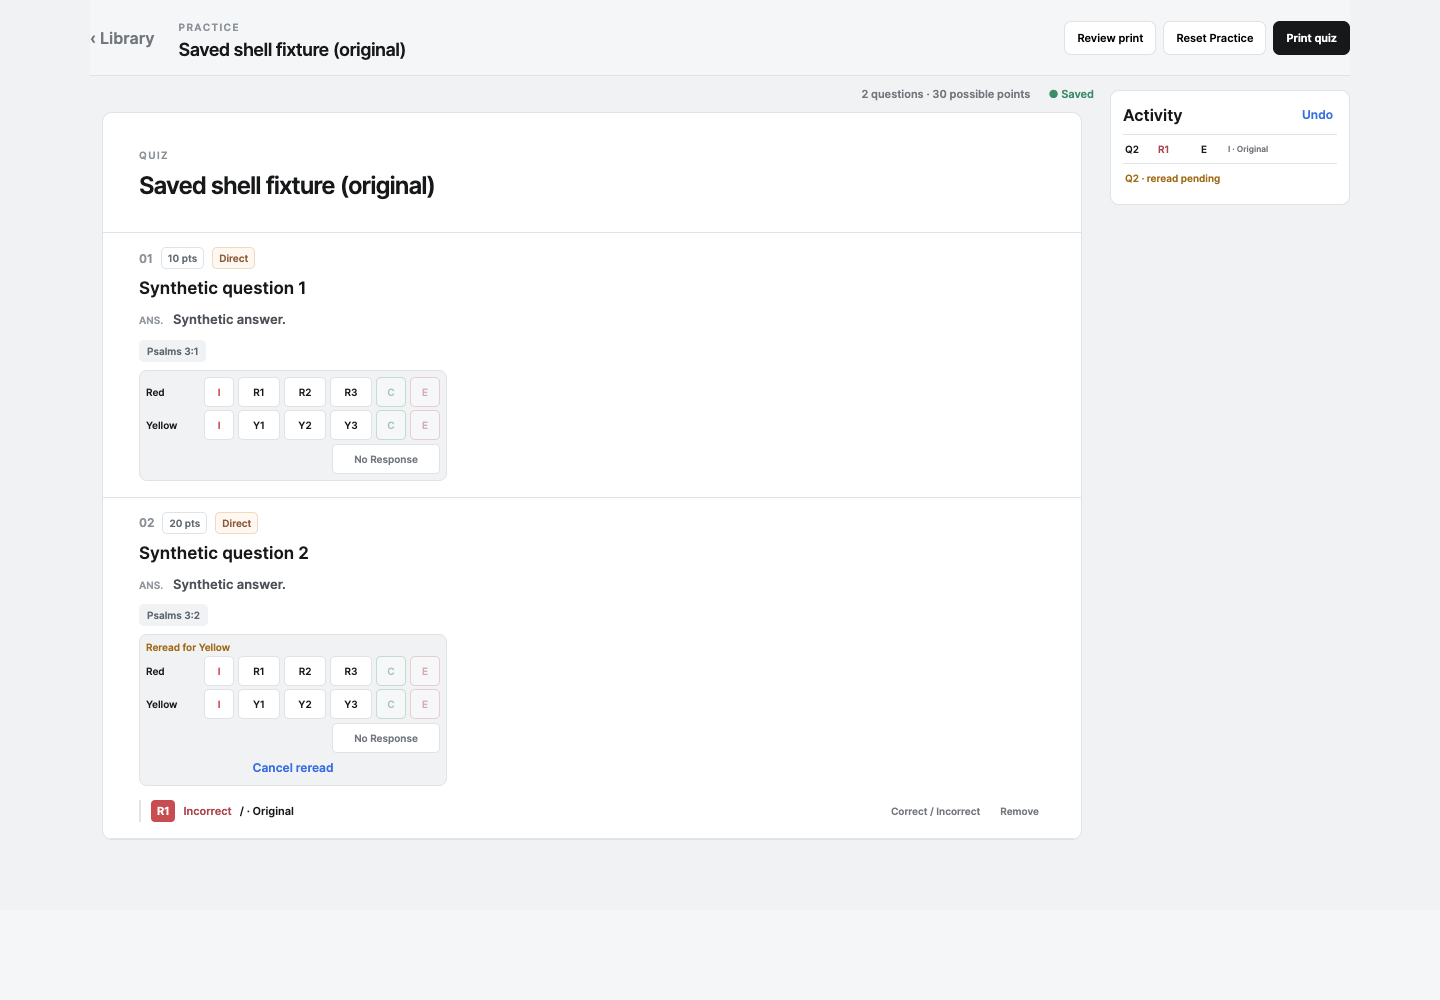 ‹ Library
PRACTICE
Saved shell fixture (original)
Review print
Reset Practice
Print quiz
2 questions · 30 possible points
Saved
Activity
Undo
Q2 R1 E I · Original
Q2 · reread pending
QUIZ
Saved shell fixture (original)
01 10 pts Direct
Synthetic question 1
ANS. Synthetic answer.
Psalms 3:1
Red I R1 R2 R3 C E
Yellow I Y1 Y2 Y3 C E
No Response
02 20 pts Direct
Synthetic question 2
ANS. Synthetic answer.
Psalms 3:2
Reread for Yellow
Red I R1 R2 R3 C E
Yellow I Y1 Y2 Y3 C E
No Response
Cancel reread
R1 Incorrect / · Original
Correct / Incorrect Remove